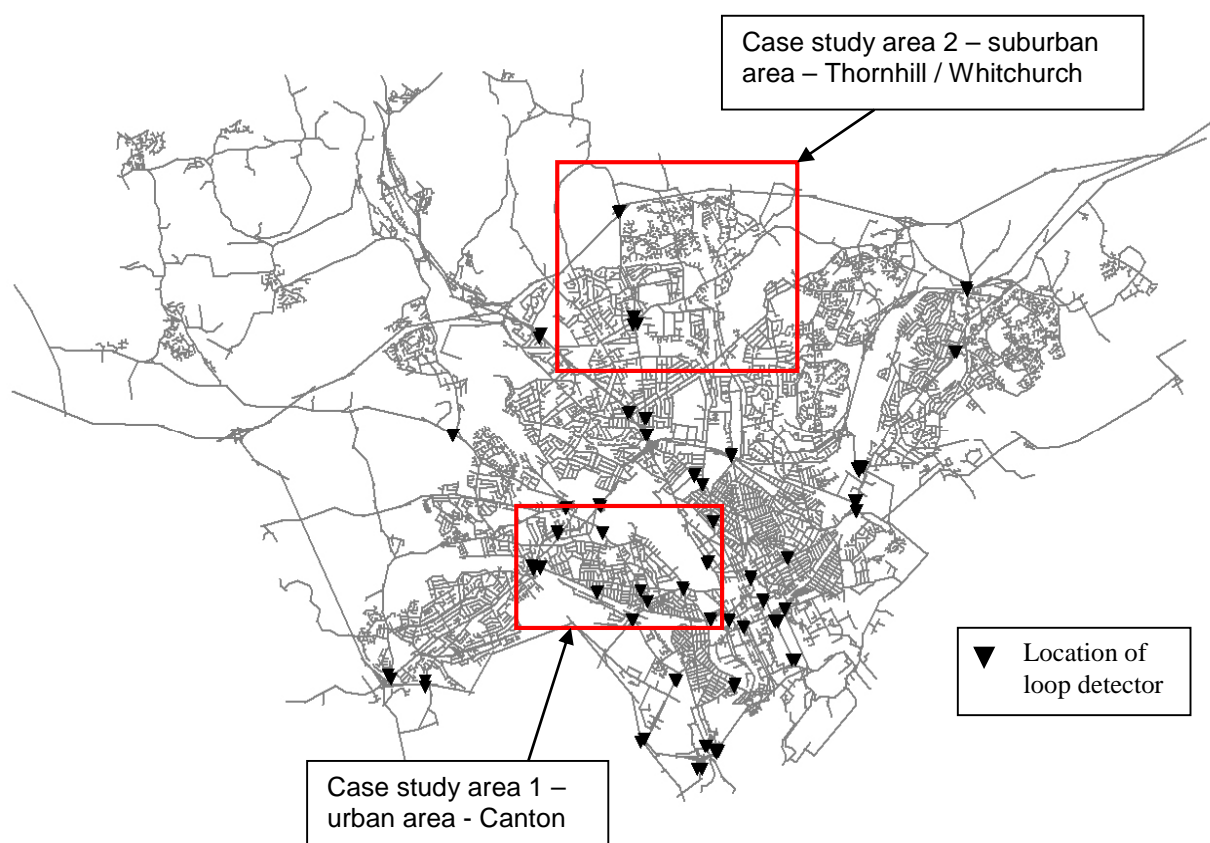 Case study area 2 – suburban
area – Thornhill / Whitchurch
Location of
loop detector
Case study area 1 –
urban area - Canton